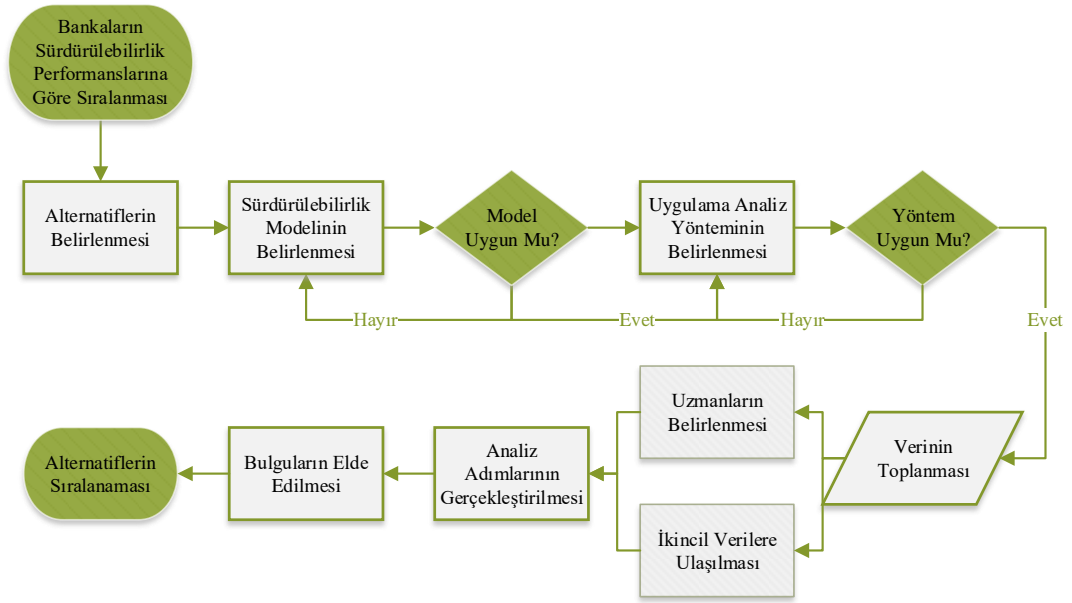 Bankaların
Sürdürülebilirlik
Performanslarına
Göre Sıralanması
Alternatiflerin
Belirlenmesi
Sürdürülebilirlik
Modelinin
Belirlenmesi
Model
Uygun Mu?
Uygulama Analiz
Yönteminin
Belirlenmesi
Yöntem
Uygun Mu?
Hayır
Evet
Hayır
Evet
Verinin
Toplanması
Uzmanların
Belirlenmesi
İkincil Verilere
Ulaşılması
Analiz
Adımlarının
Gerçekleştirilmesi
Bulguların Elde
Edilmesi
Alternatiflerin
Sıralanaması